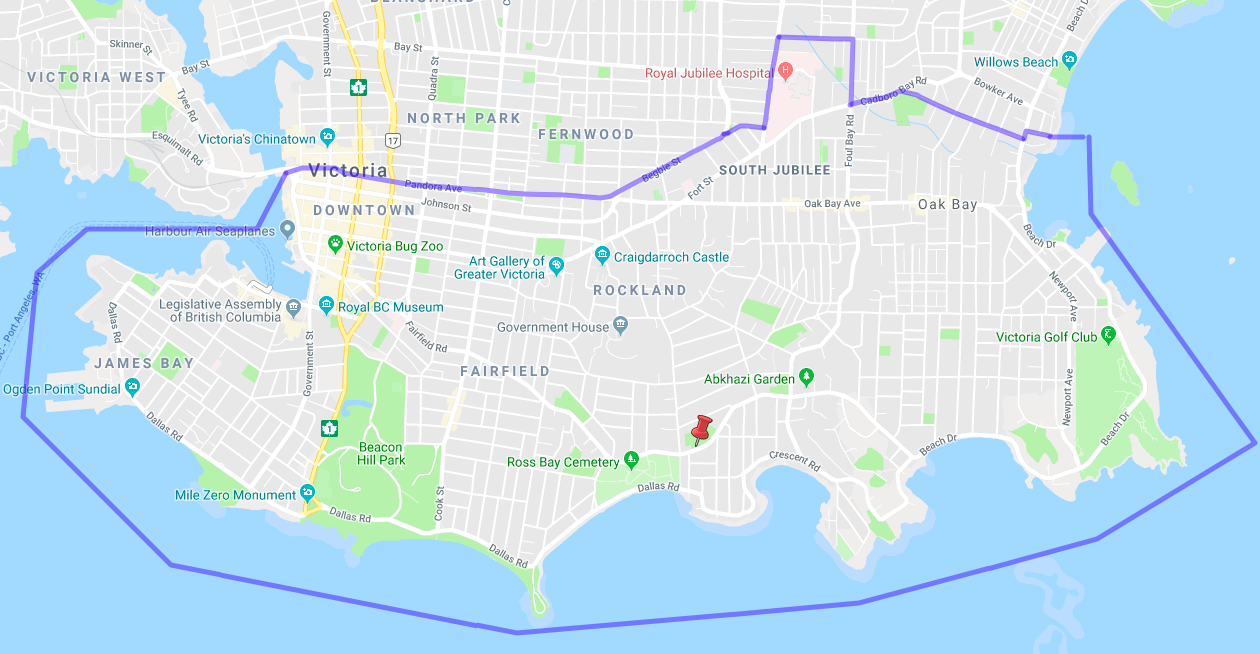 BLANCHARD
Government St
Skinner St
Bay St
Bay St
Quadra St
Beach D
Willows Beach
VICTORIA WEST
Tyee Rd
Royal Jubilee Hospital
H
Bowker Ave
Cadboro Bay Rd
1
NORTH PARK
FERNWOOD
Esquimalt Rd
Victoria's Chinatown
17
Foul Bay Rd
Begbie St
SOUTH JUBILEE
Victoria
Pandora Ave
Fort St
DOWNTOWN
Johnson St
Oak Bay Ave
Oak Bay
Harbour Air Seaplanes
Victoria Bug Zoo
Beach Dr
Art Gallery of
Greater Victoria
Craigdarroch Castle
BC - Port Angeles, WA
ROCKLAND
Newport Ave
Legislative Assembly
of British Columbia
Royal BC Museum
Dallas Rd
Government House
Fairfield Rd
Victoria Golf Club
Government St
JAMES BAY
FAIRFIELD
Abkhazi Garden
Ogden Point Sundial
Newport Ave
Dallas Rd
1
Beach Dr
Beach Dr
Beacon
Hill Park
Ross Bay Cemetery
Crescent Rd
Mile Zero Monument
Cook St
Dallas Rd
Dallas Rd
Dallas Rd